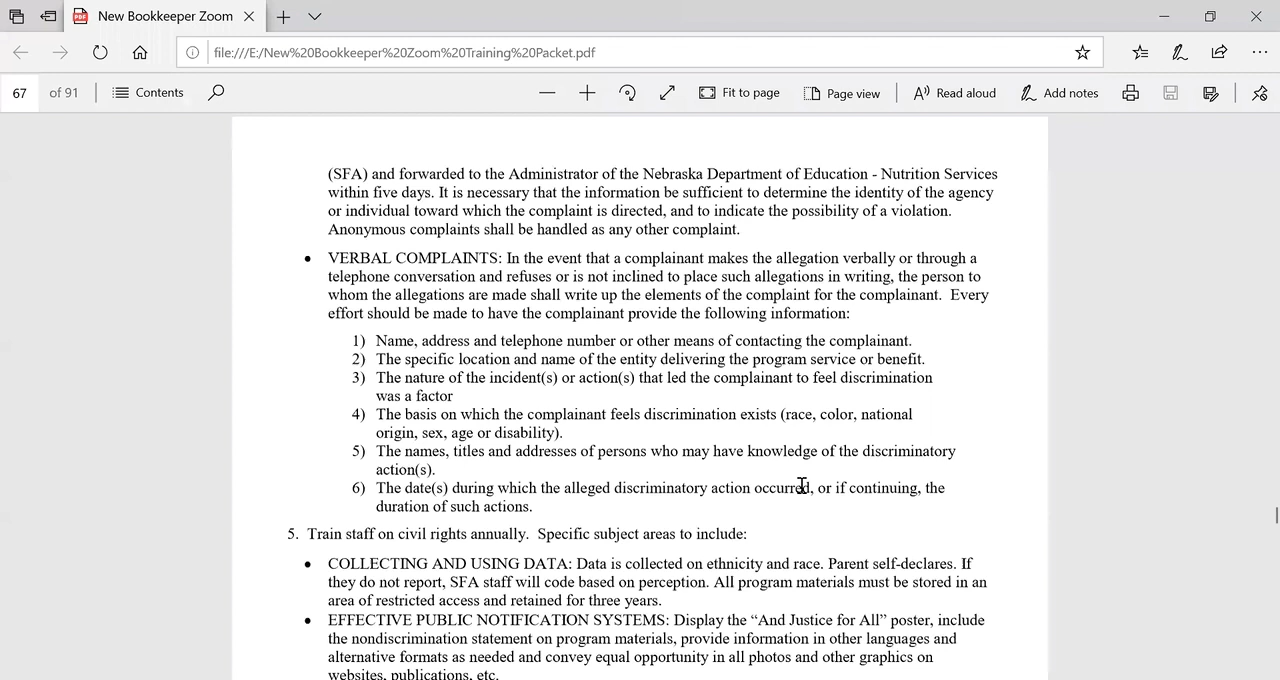 New Bookkeeper Zoom
file:///E:/New%20Bookkeeper%20Zoom%20Training%20Packet.pdf
67 of 91 Contents Fit to page Page view Read aloud Add notes
(SFA) and forwarded to the Administrator of the Nebraska Department of Education - Nutrition Services
within five days. It is necessary that the information be sufficient to determine the identity of the agency
or individual toward which the complaint is directed, and to indicate the possibility of a violation.
Anonymous complaints shall be handled as any other complaint.
• VERBAL COMPLAINTS: In the event that a complainant makes the allegation verbally or through a
telephone conversation and refuses or is not inclined to place such allegations in writing, the person to
whom the allegations are made shall write up the elements of the complaint for the complainant. Every
effort should be made to have the complainant provide the following information:
1) Name, address and telephone number or other means of contacting the complainant.
2) The specific location and name of the entity delivering the program service or benefit.
3) The nature of the incident(s) or action(s) that led the complainant to feel discrimination
was a factor
4) The basis on which the complainant feels discrimination exists (race, color, national
origin, sex, age or disability).
5) The names, titles and addresses of persons who may have knowledge of the discriminatory
action(s).
6) The date(s) during which the alleged discriminatory action occurred, or if continuing, the
duration of such actions.
5. Train staff on civil rights annually. Specific subject areas to include:
• COLLECTING AND USING DATA: Data is collected on ethnicity and race. Parent self-declares. If
they do not report, SFA staff will code based on perception. All program materials must be stored in an
area of restricted access and retained for three years.
• EFFECTIVE PUBLIC NOTIFICATION SYSTEMS: Display the “And Justice for All” poster, include
the nondiscrimination statement on program materials, provide information in other languages and
alternative formats as needed and convey equal opportunity in all photos and other graphics on
websites, publications, etc.